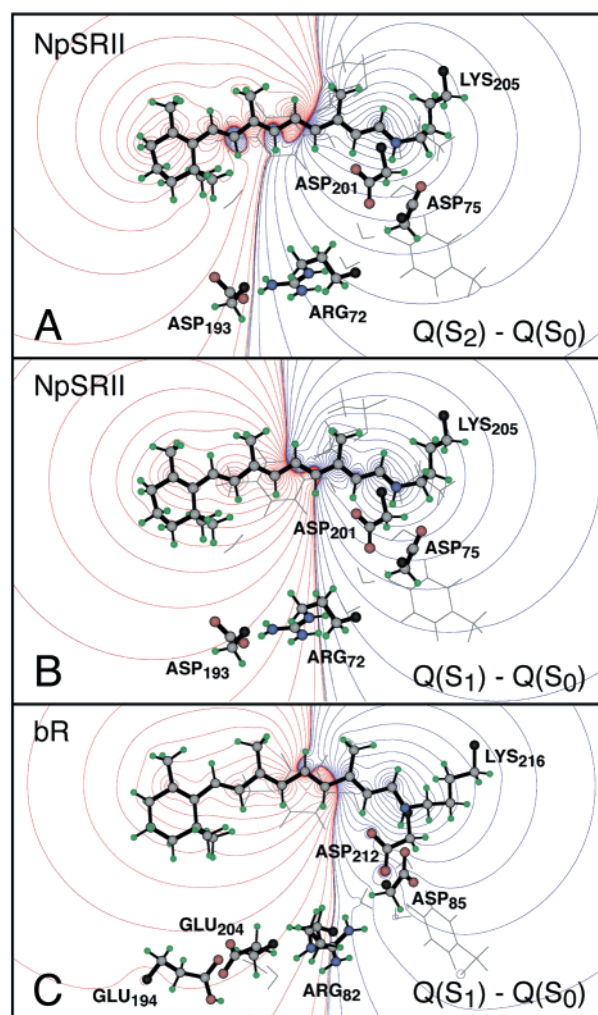 NpSRII
LYS205
ASP201
ASP75
ASP193
ARG72
A
Q(S2) - Q(S0)
NpSRII
LYS205
ASP201
ASP75
ASP193
ARG72
B
Q(S1) - Q(S0)
bR
LYS216
ASP212
ASP85
GLU204
GLU194
ARG82
C
Q(S1) - Q(S0)